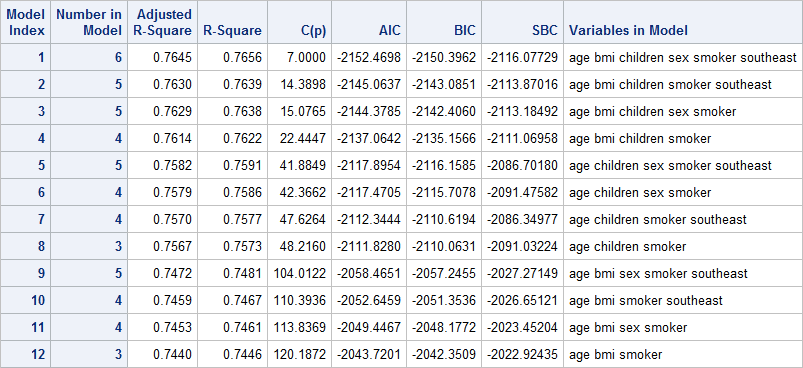 Model Index Number in Model Adjusted R-Square R-Square C(p) AIC BIC SBC Variables in Model
1 6 0.7645 0.7656 7.0000 -2152.4698 -2150.3962 -2116.07729 age bmi children sex smoker southeast
2 5 0.7630 0.7639 14.3898 -2145.0637 -2143.0851 -2113.87016 age bmi children smoker southeast
3 5 0.7629 0.7638 15.0765 -2144.3785 -2142.4060 -2113.18492 age bmi children sex smoker
4 4 0.7614 0.7622 22.4447 -2137.0642 -2135.1566 -2111.06958 age bmi children smoker
5 5 0.7582 0.7591 41.8849 -2117.8954 -2116.1585 -2086.70180 age children sex smoker southeast
6 4 0.7579 0.7586 42.3662 -2117.4705 -2115.7078 -2091.47582 age children sex smoker
7 4 0.7570 0.7577 47.6264 -2112.3444 -2110.6194 -2086.34977 age children smoker southeast
8 3 0.7567 0.7573 48.2160 -2111.8280 -2110.0631 -2091.03224 age children smoker
9 5 0.7472 0.7481 104.0122 -2058.4651 -2057.2455 -2027.27149 age bmi sex smoker southeast
10 4 0.7459 0.7467 110.3936 -2052.6459 -2051.3536 -2026.65121 age bmi smoker southeast
11 4 0.7453 0.7461 113.8369 -2049.4467 -2048.1772 -2023.45204 age bmi sex smoker
12 3 0.7440 0.7446 120.1872 -2043.7201 -2042.3509 -2022.92435 age bmi smoker